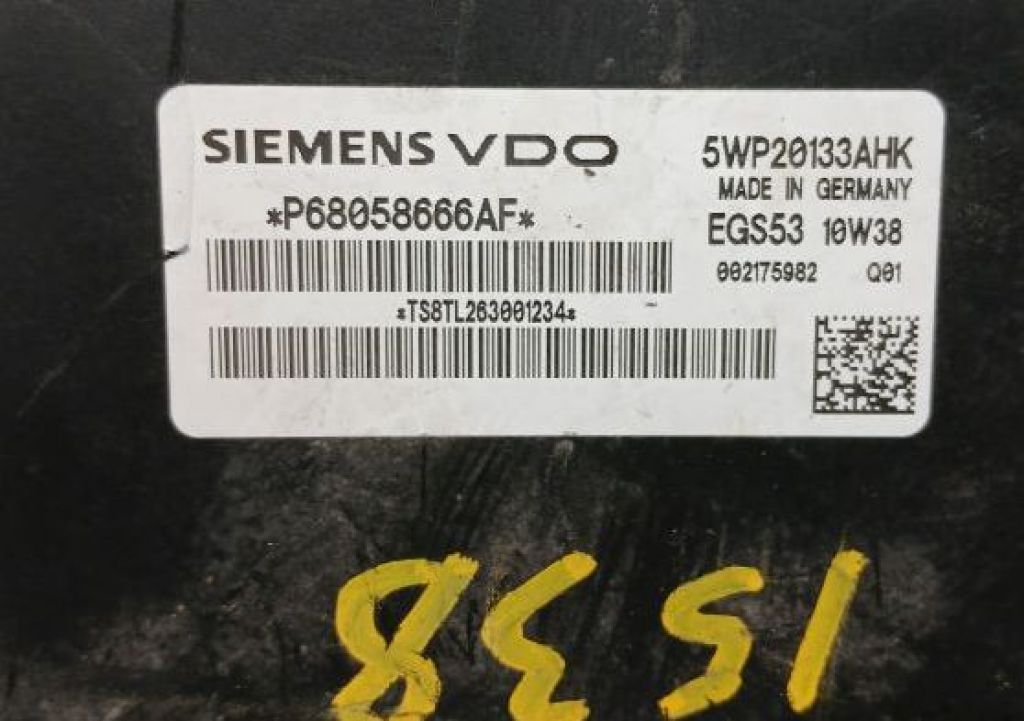 SIEMENS VDO
5WP20133AHK
MADE IN GERMANY
*P68058666AF*
EGS53 10W38
002175982 Q01
*TS8TL263001234*
1538